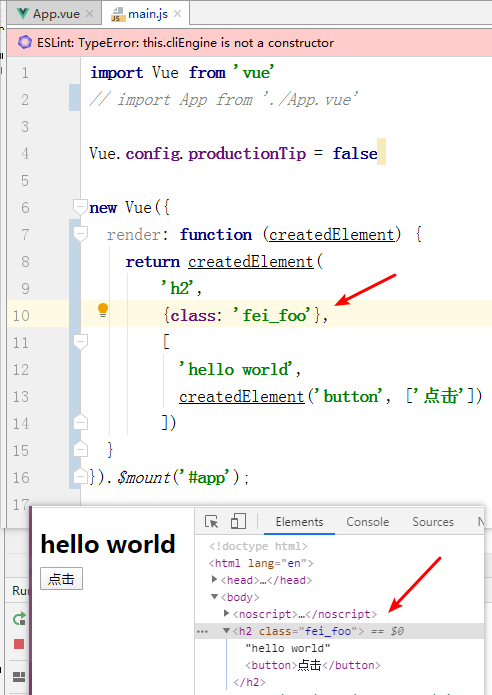 App.vue × main.js ×
ESLint: TypeError: this.cliEngine is not a constructor
1 import Vue from 'vue'
2 // import App from './App.vue'
3
4 Vue.config.productionTip = false
5
6 new Vue({
7 render: function (createdElement) {
8 return createdElement(
9 'h2',
10 {class: 'fei_foo'},
11 [
12 'hello world',
13 createdElement('button', ['点击'])
14 ])
15 }
16 }).$mount('#app');
17
hello world
点击
Elements Console Sources
<!doctype html>
<html lang="en">
<head>…</head>
<body>
<noscript>…</noscript>
<h2 class="fei_foo"> == $0
"hello world"
<button>点击</button>
</h2>